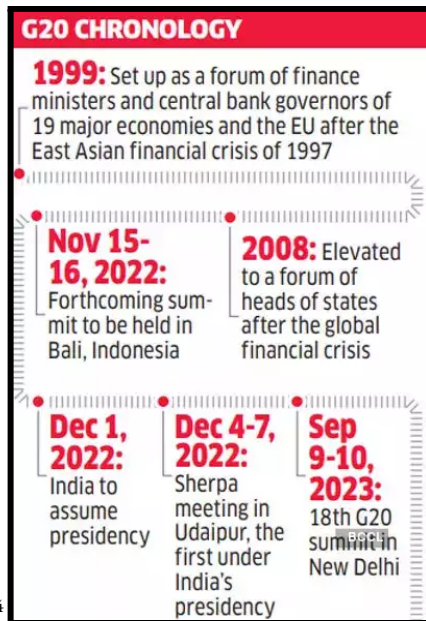 G20 CHRONOLOGY
1999: Set up as a forum of finance
ministers and central bank governors of
19 major economies and the EU after the
East Asian financial crisis of 1997
Nov 15-
16, 2022:
Forthcoming sum-
mit to be held in
Bali, Indonesia
2008: Elevated
to a forum of
heads of states
after the global
financial crisis
Dec 1,
2022:
India to
assume
presidency
Dec 4-7,
2022:
Sherpa
meeting in
Udaipur, the
first under
India's
presidency
Sep
9-10,
2023:
18th G20
summit in
New Delhi
BCCL